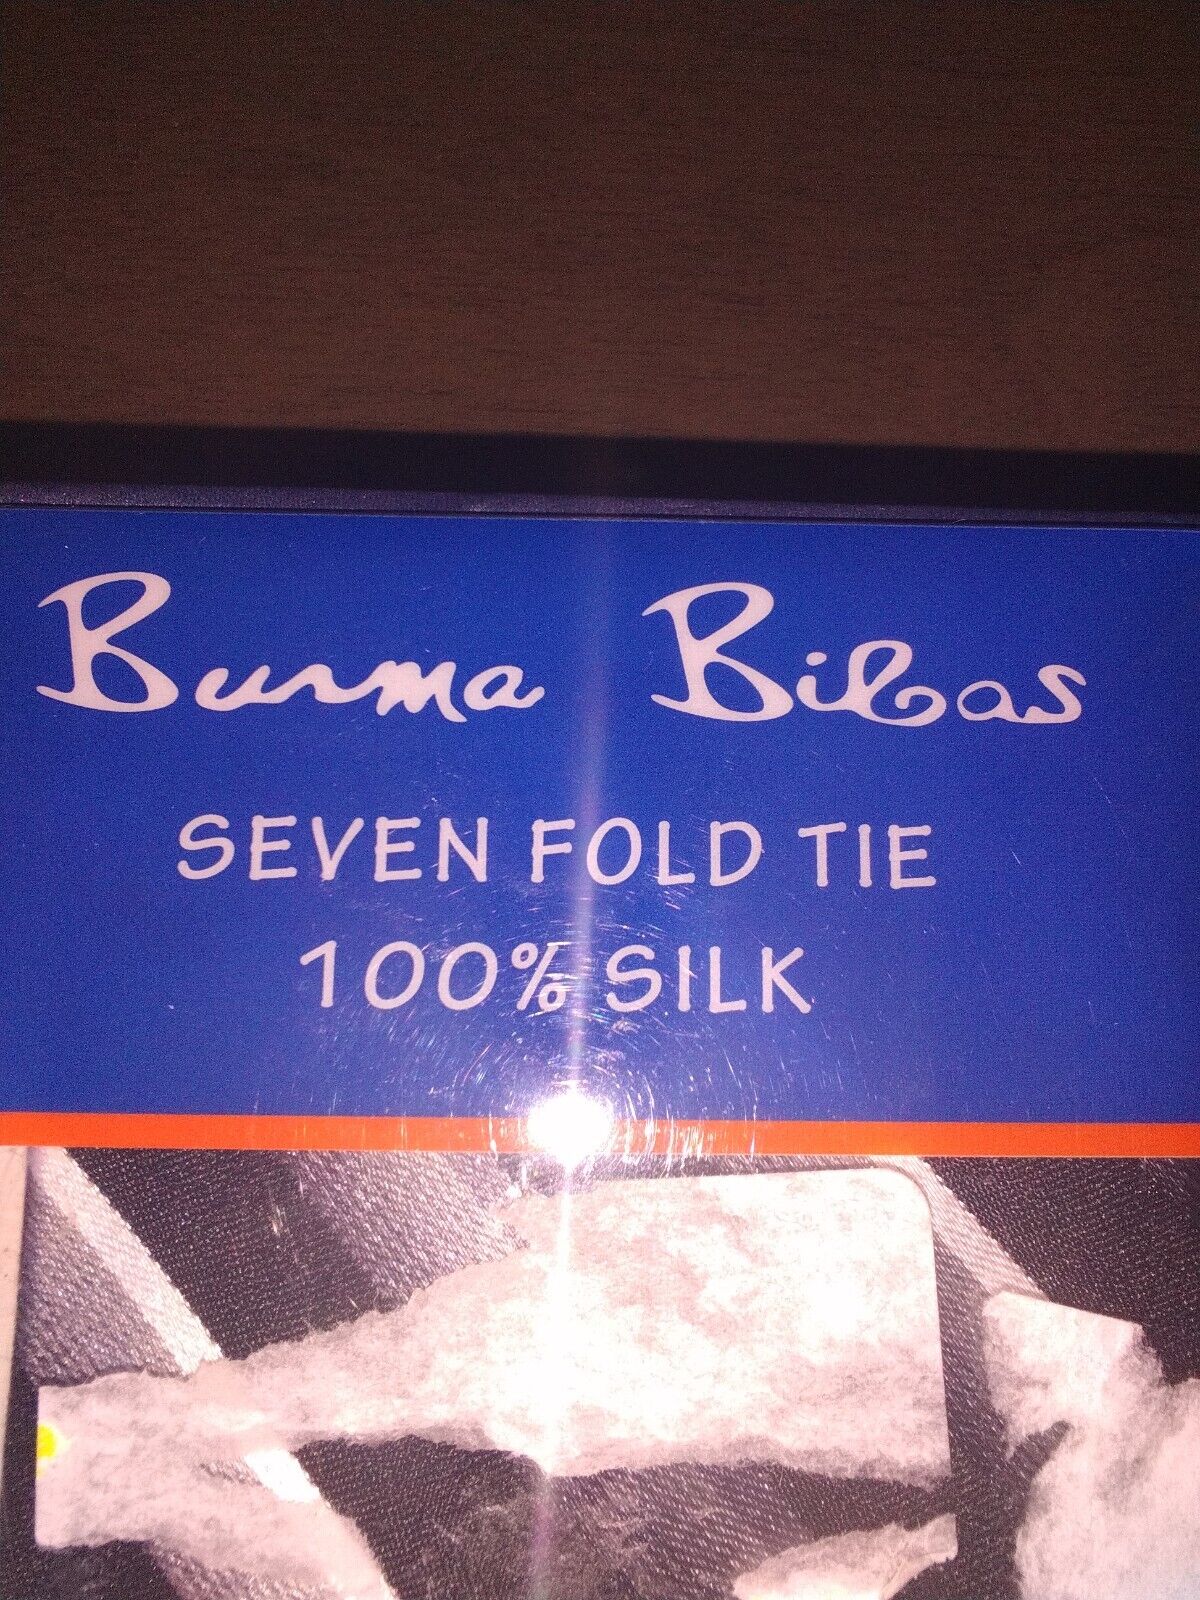 Burma Bibas
SEVEN FOLD TIE
100% SILK